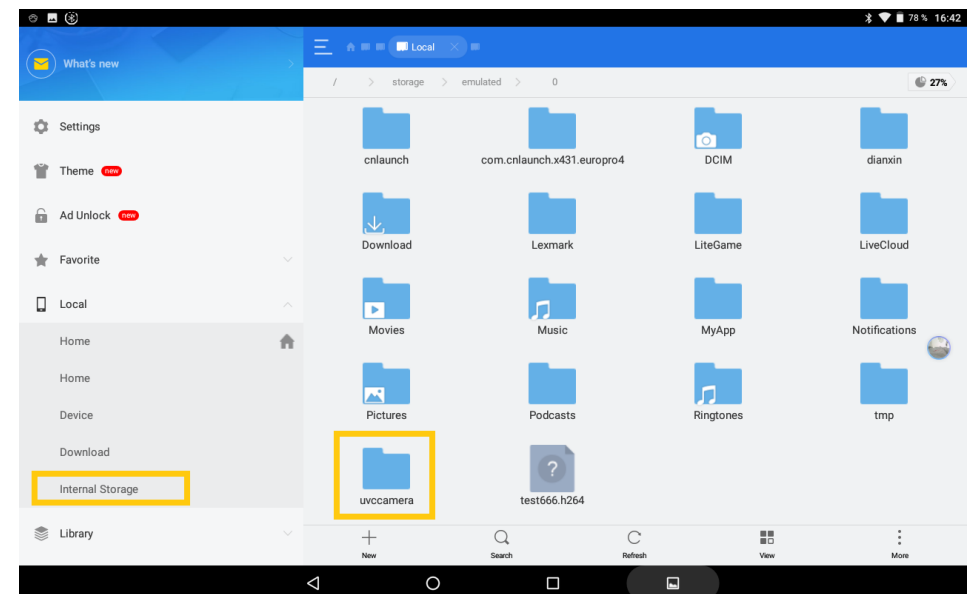 78 % 16:42
What's new
Local
/ > storage > emulated > 0
27%
Settings
Theme new
Ad Unlock new
Favorite
Local
Home
Home
Device
Download
Internal Storage
Library
cnlaunch com.cnlaunch.x431.europro4 DCIM dianxin
Download Lexmark LiteGame LiveCloud
Movies Music MyApp Notifications
Pictures Podcasts Ringtones tmp
uvccamera test666.h264
?
New Search Refresh View More